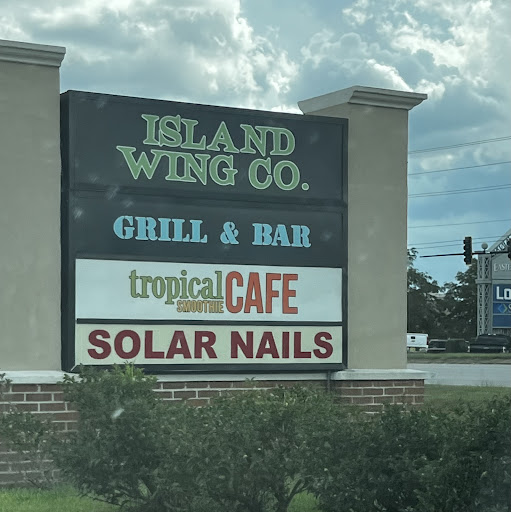 ISLAND
WING CO.
GRILL & BAR
tropical
SMOOTHIE
CAFE
SOLAR NAILS